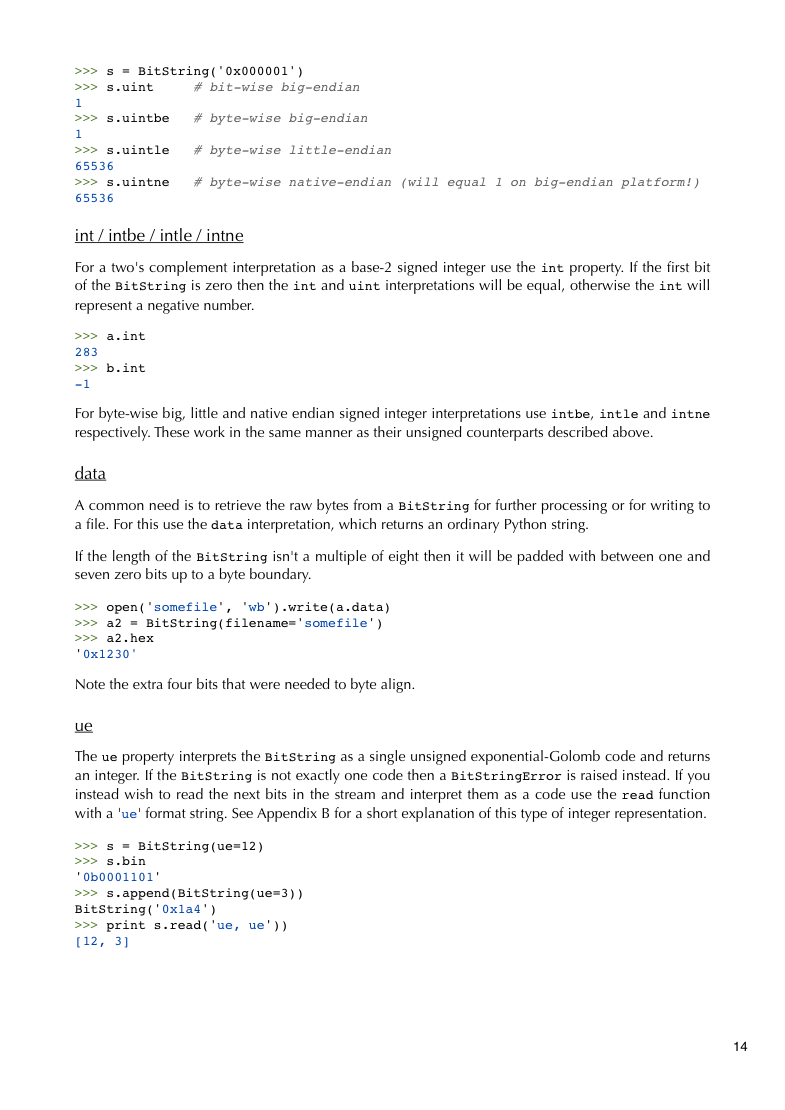 >>> s = BitString('0x000001')
>>> s.uint     # bit-wise big-endian
1
>>> s.uintbe   # byte-wise big-endian
1
>>> s.uintle   # byte-wise little-endian
65536
>>> s.uintne   # byte-wise native-endian (will equal 1 on big-endian platform!)
65536
int / intbe / intle / intne
For a two's complement interpretation as a base-2 signed integer use the int property. If the first bit
of the BitString is zero then the int and uint interpretations will be equal, otherwise the int will
represent a negative number.
>>> a.int
283
>>> b.int
-1
For byte-wise big, little and native endian signed integer interpretations use intbe, intle and intne
respectively. These work in the same manner as their unsigned counterparts described above.
data
A common need is to retrieve the raw bytes from a BitString for further processing or for writing to
a file. For this use the data interpretation, which returns an ordinary Python string.
If the length of the BitString isn't a multiple of eight then it will be padded with between one and
seven zero bits up to a byte boundary.
>>> open('somefile', 'wb').write(a.data)
>>> a2 = BitString(filename='somefile')
>>> a2.hex
'0x1230'
Note the extra four bits that were needed to byte align.
ue
The ue property interprets the BitString as a single unsigned exponential-Golomb code and returns
an integer. If the BitString is not exactly one code then a BitStringError is raised instead. If you
instead wish to read the next bits in the stream and interpret them as a code use the read function
with a 'ue' format string. See Appendix B for a short explanation of this type of integer representation.
>>> s = BitString(ue=12)
>>> s.bin
'0b0001101'
>>> s.append(BitString(ue=3))
BitString('0x1a4')
>>> print s.read('ue, ue'))
[12, 3]
14